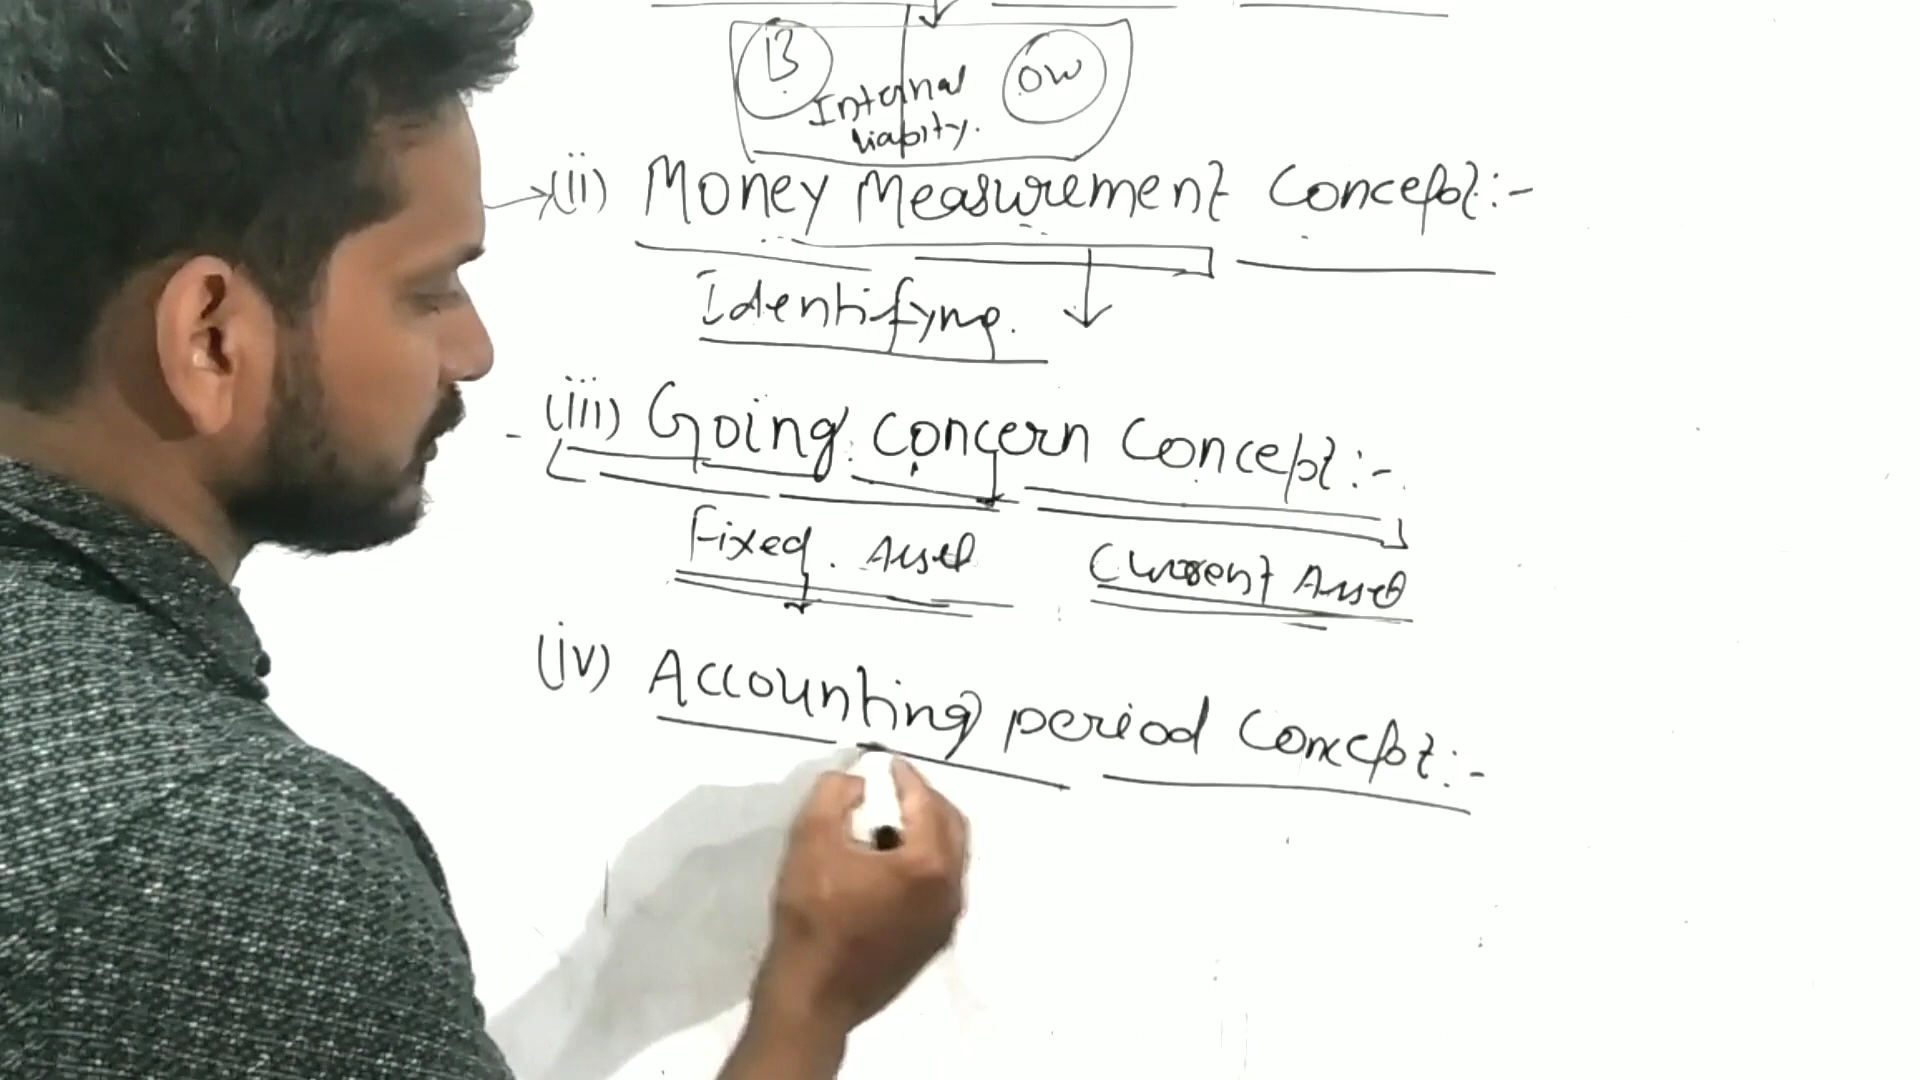 B Internal OW
liabity.
(ii) Money Measurement Concept:-
Identifying.
(iii) Going concern Concept:-
Fixed. Asset Current Asset
(iv) Accounting period Concept:-